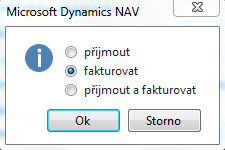 Microsoft Dynamics NAV
přijmout
fakturovat
přijmout a fakturovat
Ok
Storno